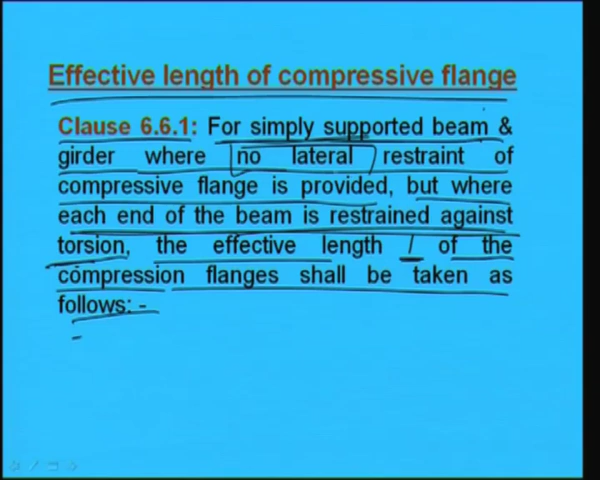 Effective length of compressive flange
Clause 6.6.1: For simply supported beam &
girder where no lateral restraint of
compressive flange is provided, but where
each end of the beam is restrained against
torsion, the effective length l of the
compression flanges shall be taken as
follows: -